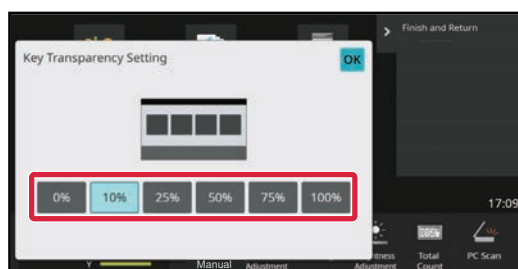 Finish and Return
Key Transparency Setting
OK
0% 10% 25% 50% 75% 100%
17:09
Y
Manual
Adjustment
Adjustment
Total
Count
PC Scan